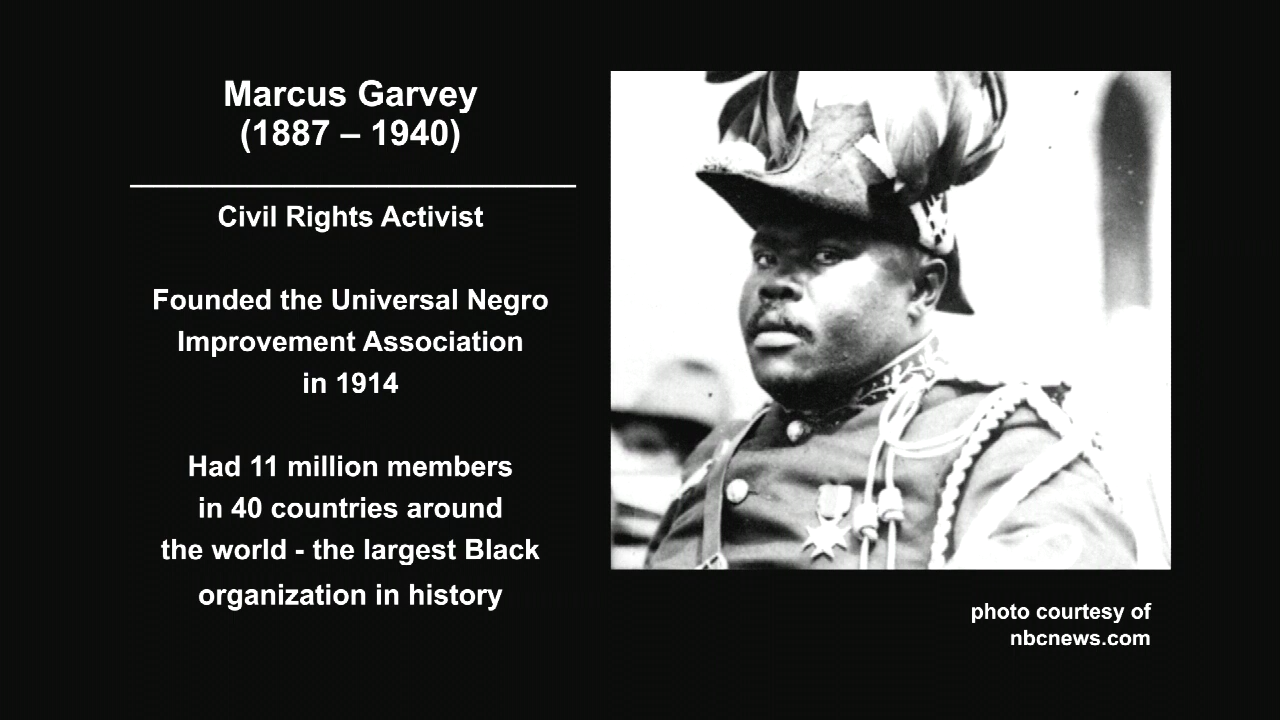 Marcus Garvey
(1887 – 1940)
Civil Rights Activist
Founded the Universal Negro
Improvement Association
in 1914
Had 11 million members
in 40 countries around
the world - the largest Black
organization in history
photo courtesy of
nbcnews.com